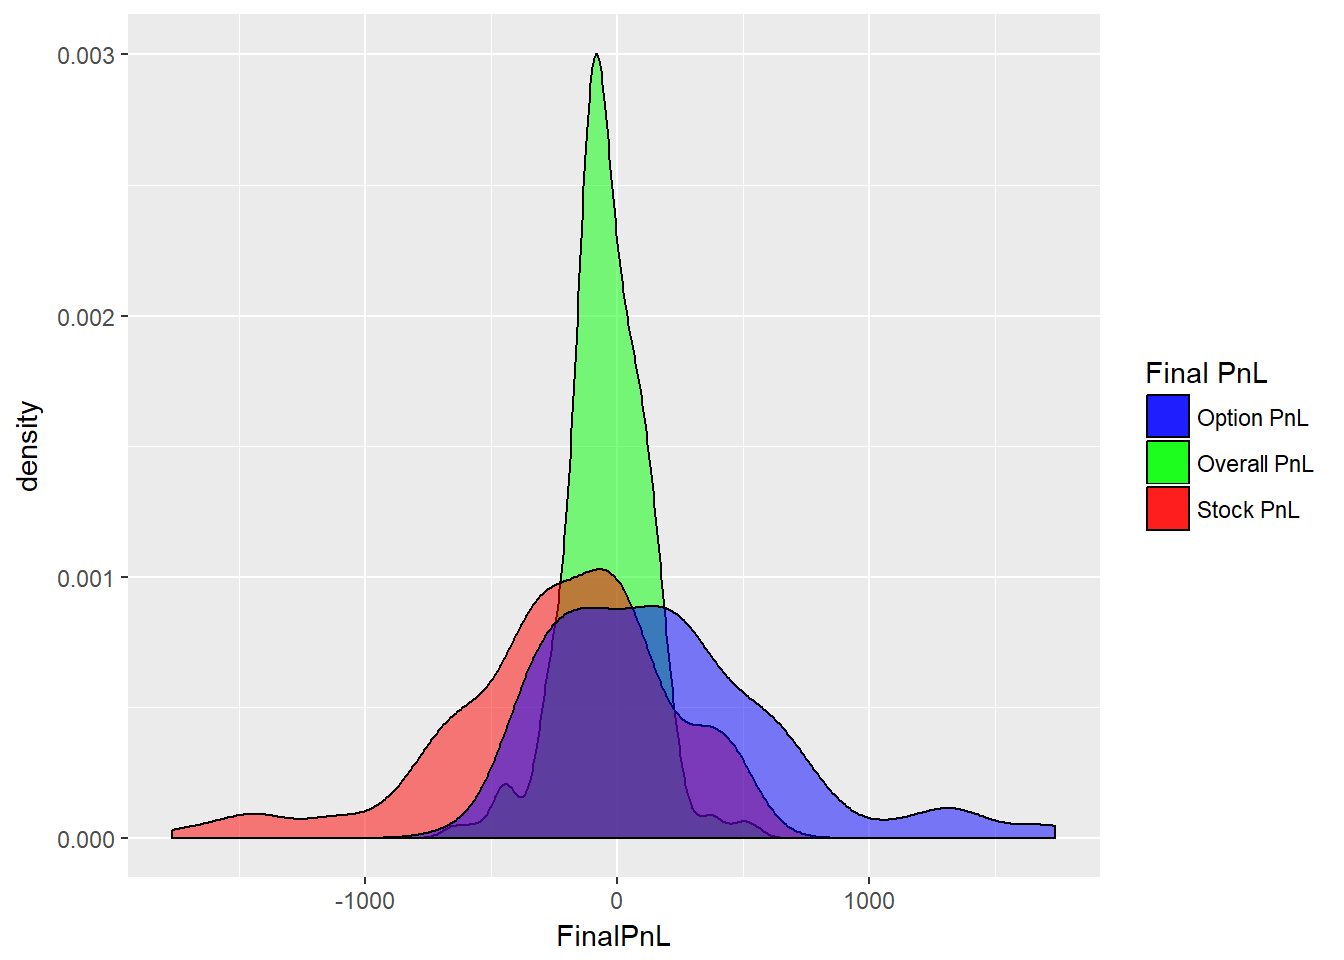 0.003
0.002
0.001
0.000
density
-1000
0
1000
FinalPnL
Final PnL
Option PnL
Overall PnL
Stock PnL